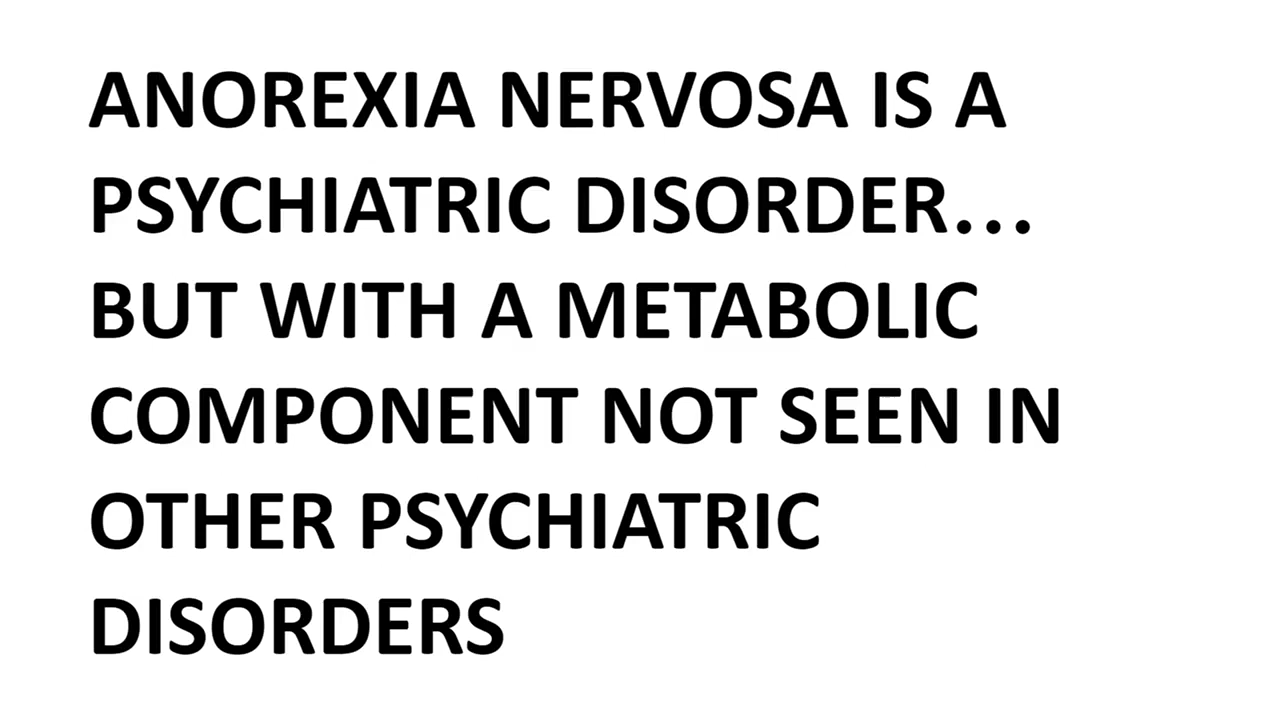 ANOREXIA NERVOSA IS A
PSYCHIATRIC DISORDER...
BUT WITH A METABOLIC
COMPONENT NOT SEEN IN
OTHER PSYCHIATRIC
DISORDERS